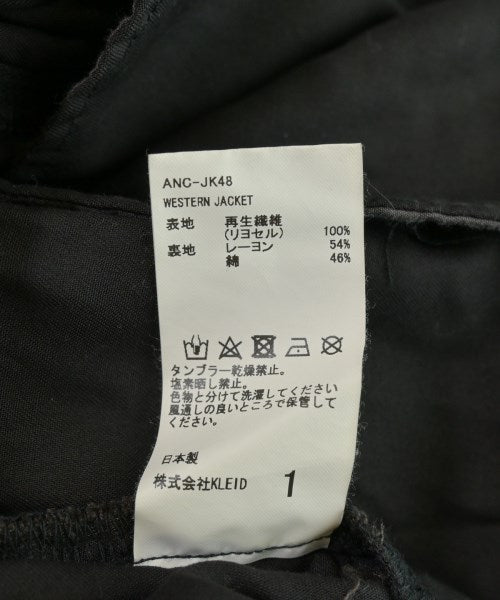 ANC-JK48
WESTERN JACKET
表地 再生繊維
(リヨセル) 100%
裏地 レーヨン 54%
綿 46%
タンブラー乾燥禁止。
塩素晒し禁止。
色物と分けて洗濯してください
風通しの良いところで保管して
ください。
日本製
株式会社KLEID 1